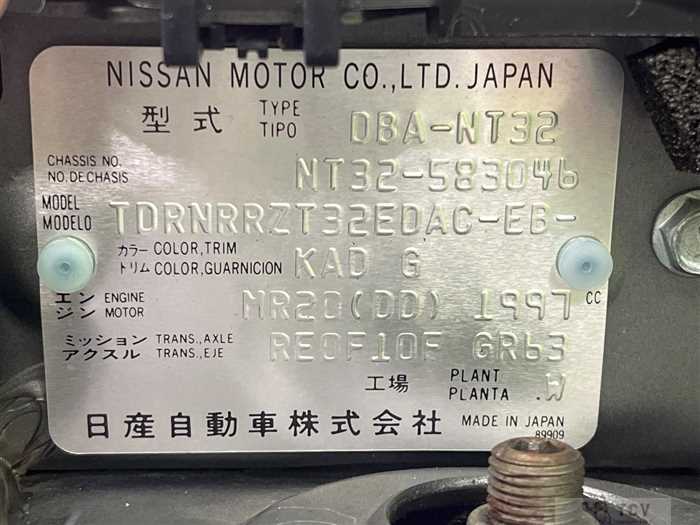 NISSAN MOTOR CO.,LTD. JAPAN
型式 TYPE TIPO DBA-NT32
CHASSIS NO. NO. DE CHASIS NT32-583046
MODEL MODELO TDRNRRZT32EDAC-EB-
カラー COLOR, TRIM
トリム COLOR, GUARNICION KAD G
エン ENGINE
ジン MOTOR MR20(DD) 1997 CC
ミッション TRANS., AXLE
アクスル TRANS., EJE RE0F10F GR63
工場 PLANT PLANTA .W
日産自動車株式会社 MADE IN JAPAN
89909
TCV